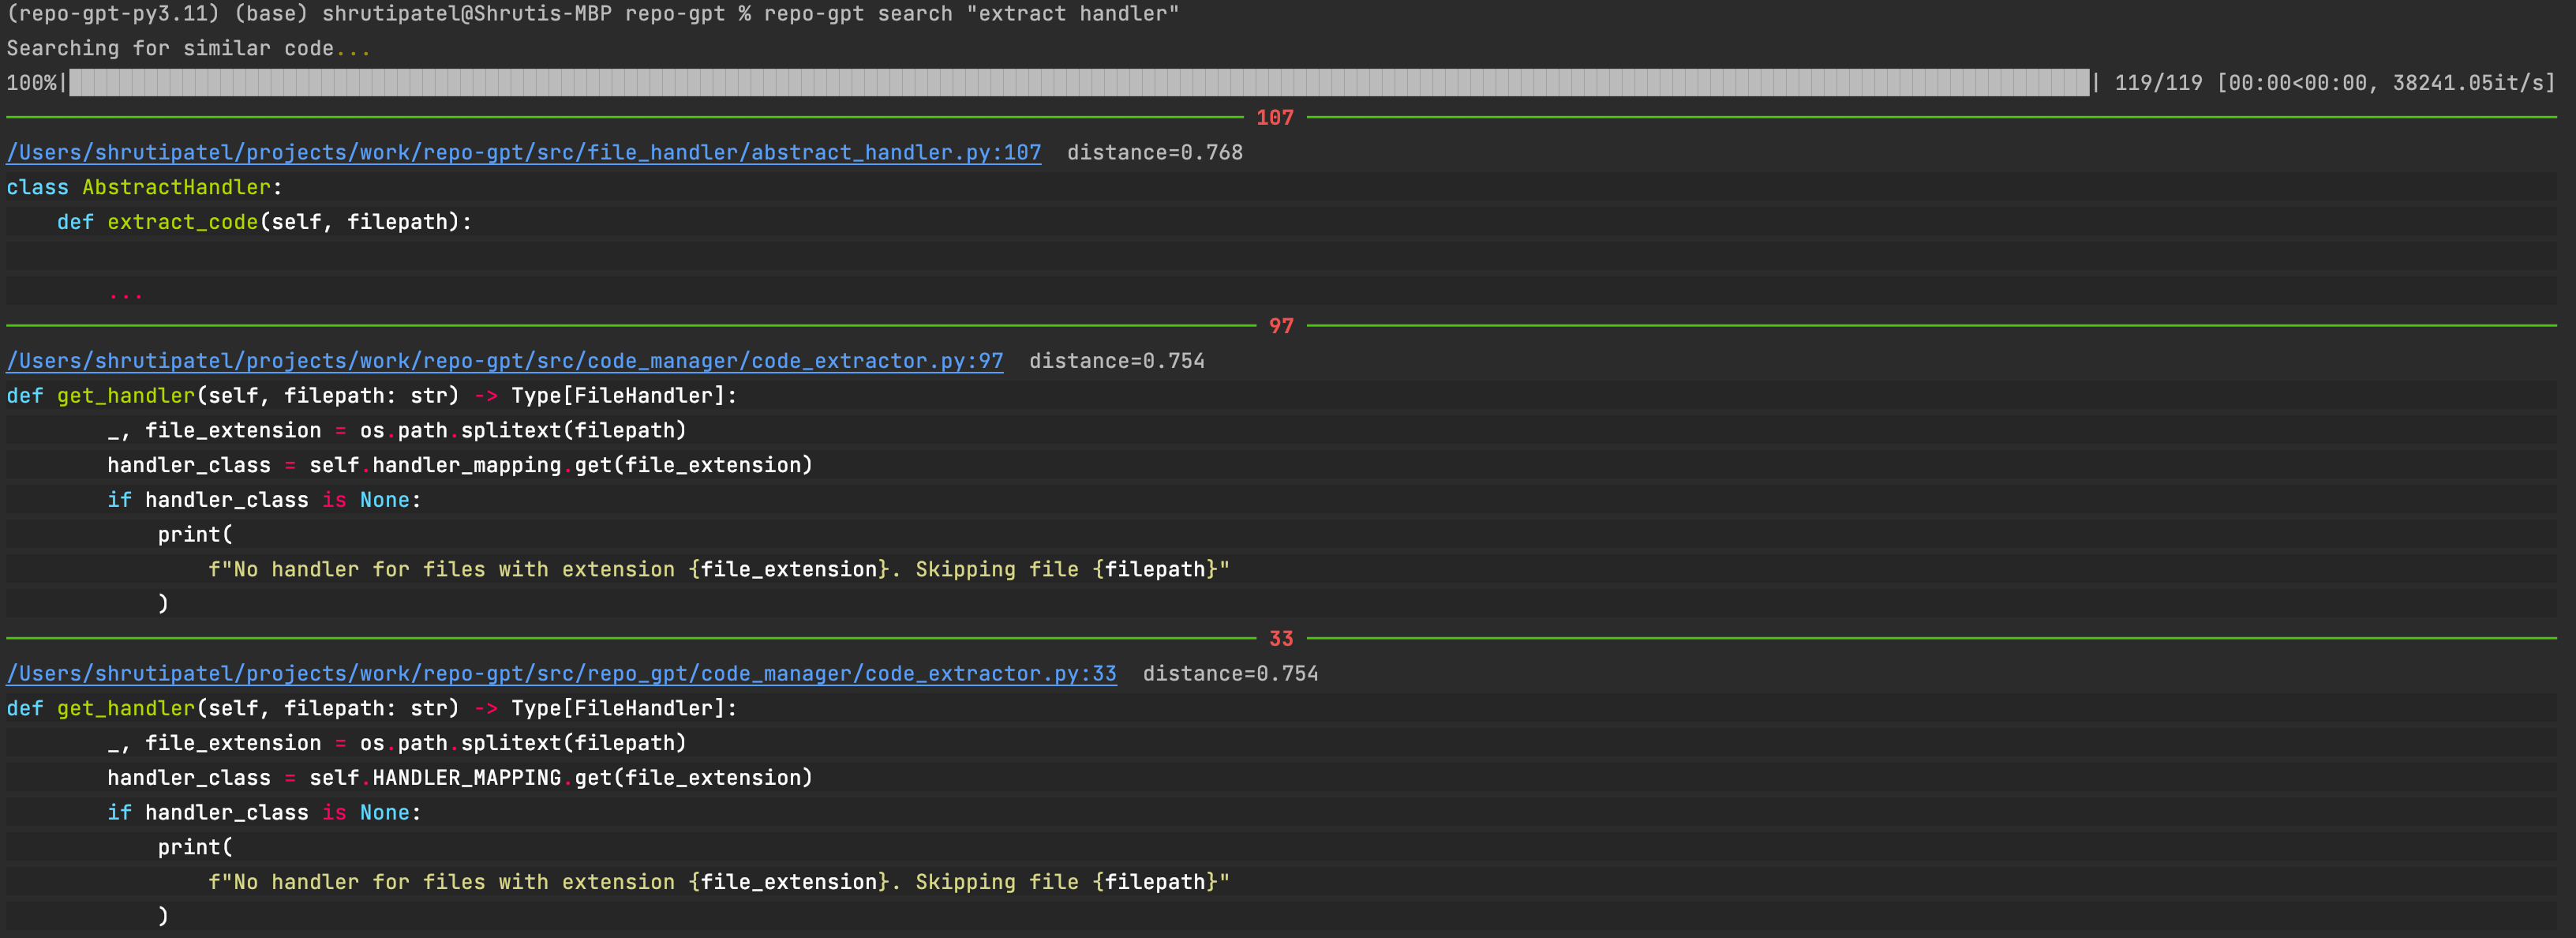 (repo-gpt-py3.11) (base) shrutipatel@Shrutis-MBP repo-gpt % repo-gpt search "extract handler"
Searching for similar code...
100%| | 119/119 [00:00<00:00, 38241.05it/s]
107
/Users/shrutipatel/projects/work/repo-gpt/src/file_handler/abstract_handler.py:107  distance=0.768
class AbstractHandler:
    def extract_code(self, filepath):
        ...
97
/Users/shrutipatel/projects/work/repo-gpt/src/code_manager/code_extractor.py:97  distance=0.754
def get_handler(self, filepath: str) -> Type[FileHandler]:
        _, file_extension = os.path.splitext(filepath)
        handler_class = self.handler_mapping.get(file_extension)
        if handler_class is None:
            print(
                f"No handler for files with extension {file_extension}. Skipping file {filepath}"
            )
33
/Users/shrutipatel/projects/work/repo-gpt/src/repo_gpt/code_manager/code_extractor.py:33  distance=0.754
def get_handler(self, filepath: str) -> Type[FileHandler]:
        _, file_extension = os.path.splitext(filepath)
        handler_class = self.HANDLER_MAPPING.get(file_extension)
        if handler_class is None:
            print(
                f"No handler for files with extension {file_extension}. Skipping file {filepath}"
            )